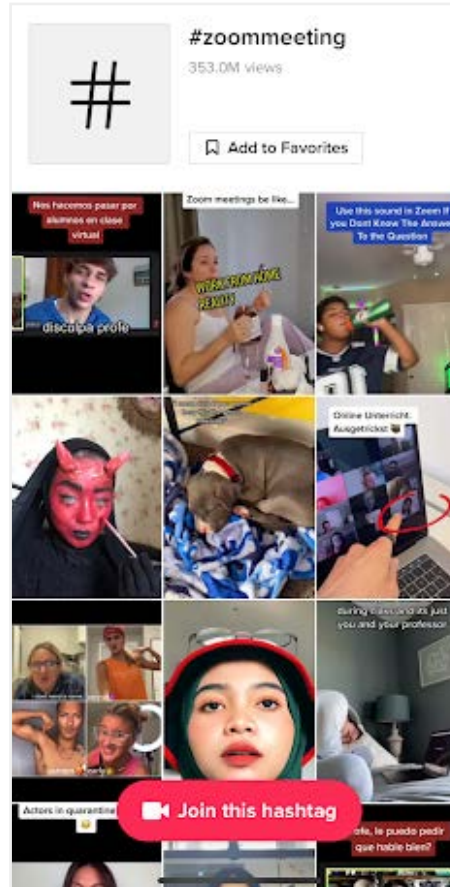 #zoommeeting
353.0M views
Add to Favorites
Nos hacemos pasar por
alumnos en clase
virtual
discolpa profe
Zoom meetings be like...
WORK FROM HOME
REALITY
Use this sound in Zoom If
you Dont Know The Answe
To the Question
Online Unterricht:
Ausgetrickst
during class and its just
you and your professor
Actors in quarantine
Join this hashtag
ofe, le puedo pedir
que hable bien?